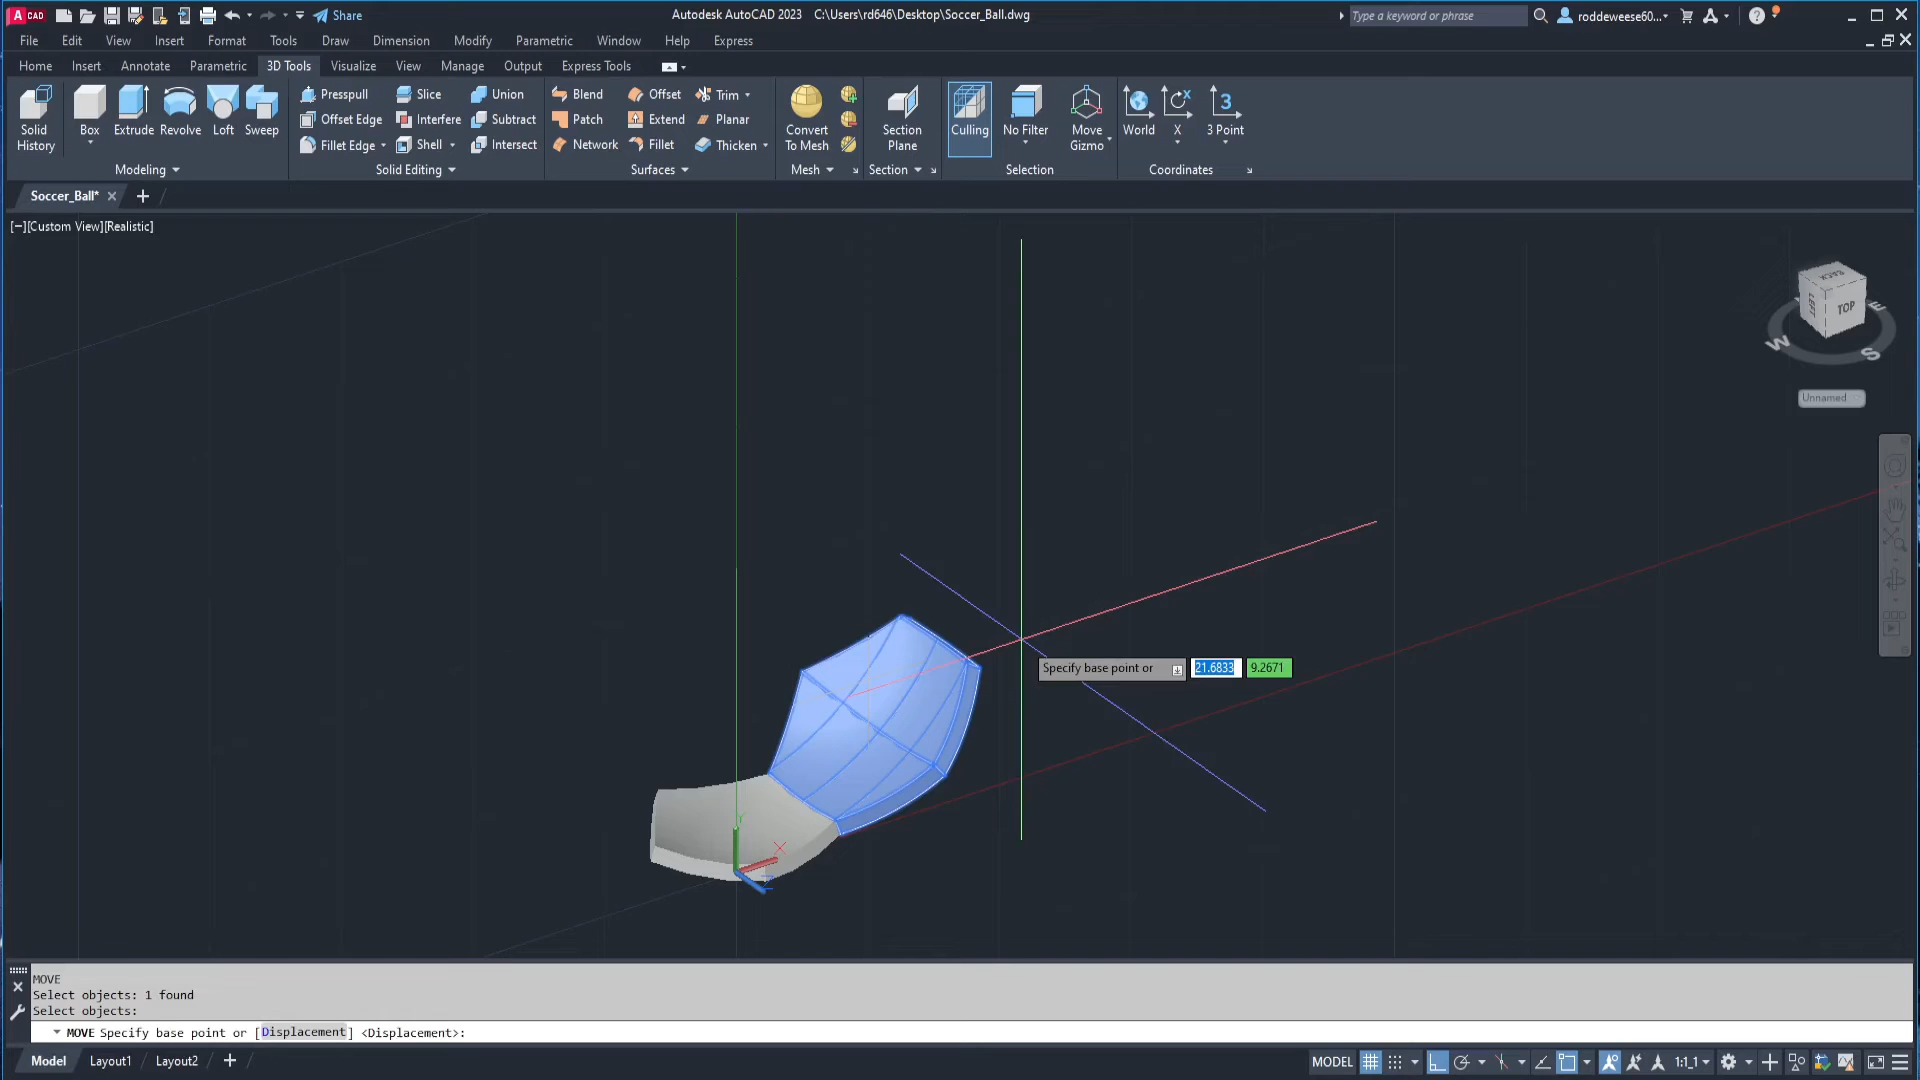 A CAD Share Autodesk AutoCAD 2023 C:\Users\rd646\Desktop\Soccer_Ball.dwg Type a keyword or phrase roddeweese60...
File Edit View Insert Format Tools Draw Dimension Modify Parametric Window Help Express
Home Insert Annotate Parametric 3D Tools Visualize View Manage Output Express Tools
Presspull Slice Union Blend Offset Trim
Solid History Box Extrude Revolve Loft Sweep Offset Edge Interfere Subtract Patch Extend Planar Convert To Mesh Section Plane Culling No Filter Move Gizmo World X 3 Point
Fillet Edge Shell Intersect Network Fillet Thicken
Modeling Solid Editing Surfaces Mesh Section Selection Coordinates
Soccer_Ball*
[−][Custom View][Realistic]
BACK
LEFT TOP E
W S
Unnamed
Specify base point or 21.6833 9.2671
Y
X
Z
MOVE
Select objects: 1 found
Select objects:
MOVE Specify base point or [Displacement] <Displacement>:
Model Layout1 Layout2 + MODEL 1:1_1